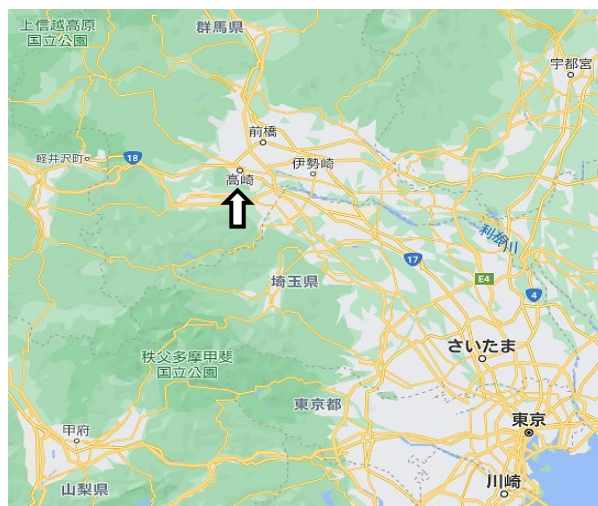 上信越高原
国立公園
群馬県
宇都宮
前橋
軽井沢町
18
伊勢崎
高崎
利根川
17
埼玉県
E4
4
さいたま
秩父多摩甲斐
国立公園
東京都
東京
甲府
川崎
山梨県